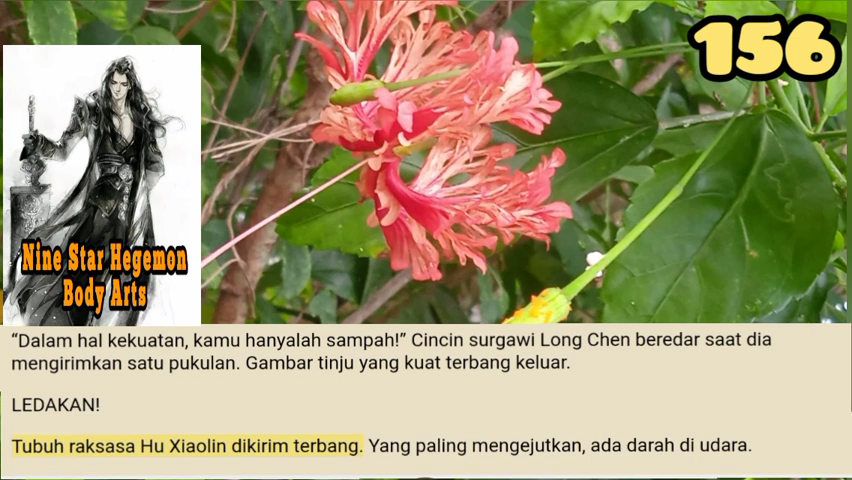 156
Nine Star Hegemon
Body Arts
“Dalam hal kekuatan, kamu hanyalah sampah!” Cincin surgawi Long Chen beredar saat dia
mengirimkan satu pukulan. Gambar tinju yang kuat terbang keluar.
LEDAKAN!
Tubuh raksasa Hu Xiaolin dikirim terbang. Yang paling mengejutkan, ada darah di udara.